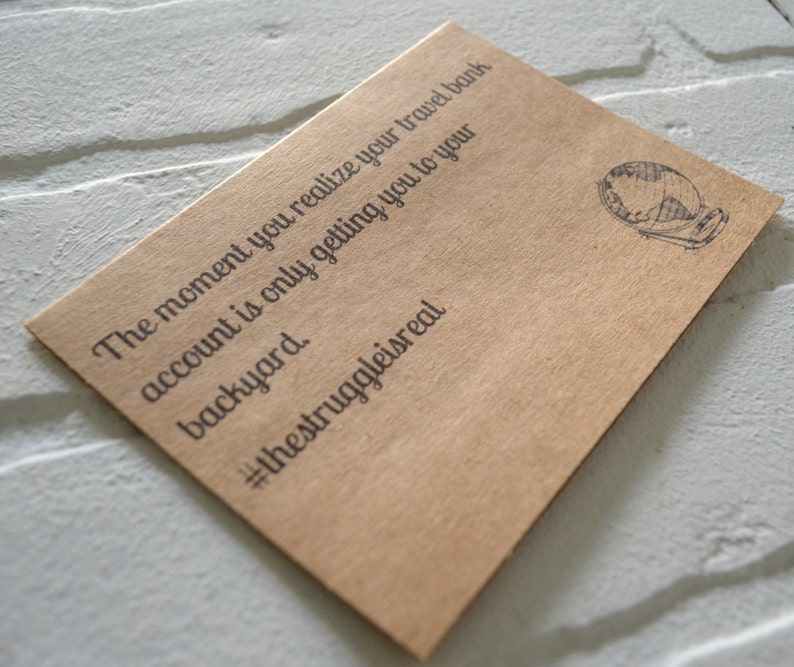 The moment you realize your travel bank
account is only getting you to your
backyard.
#thestruggleisreal